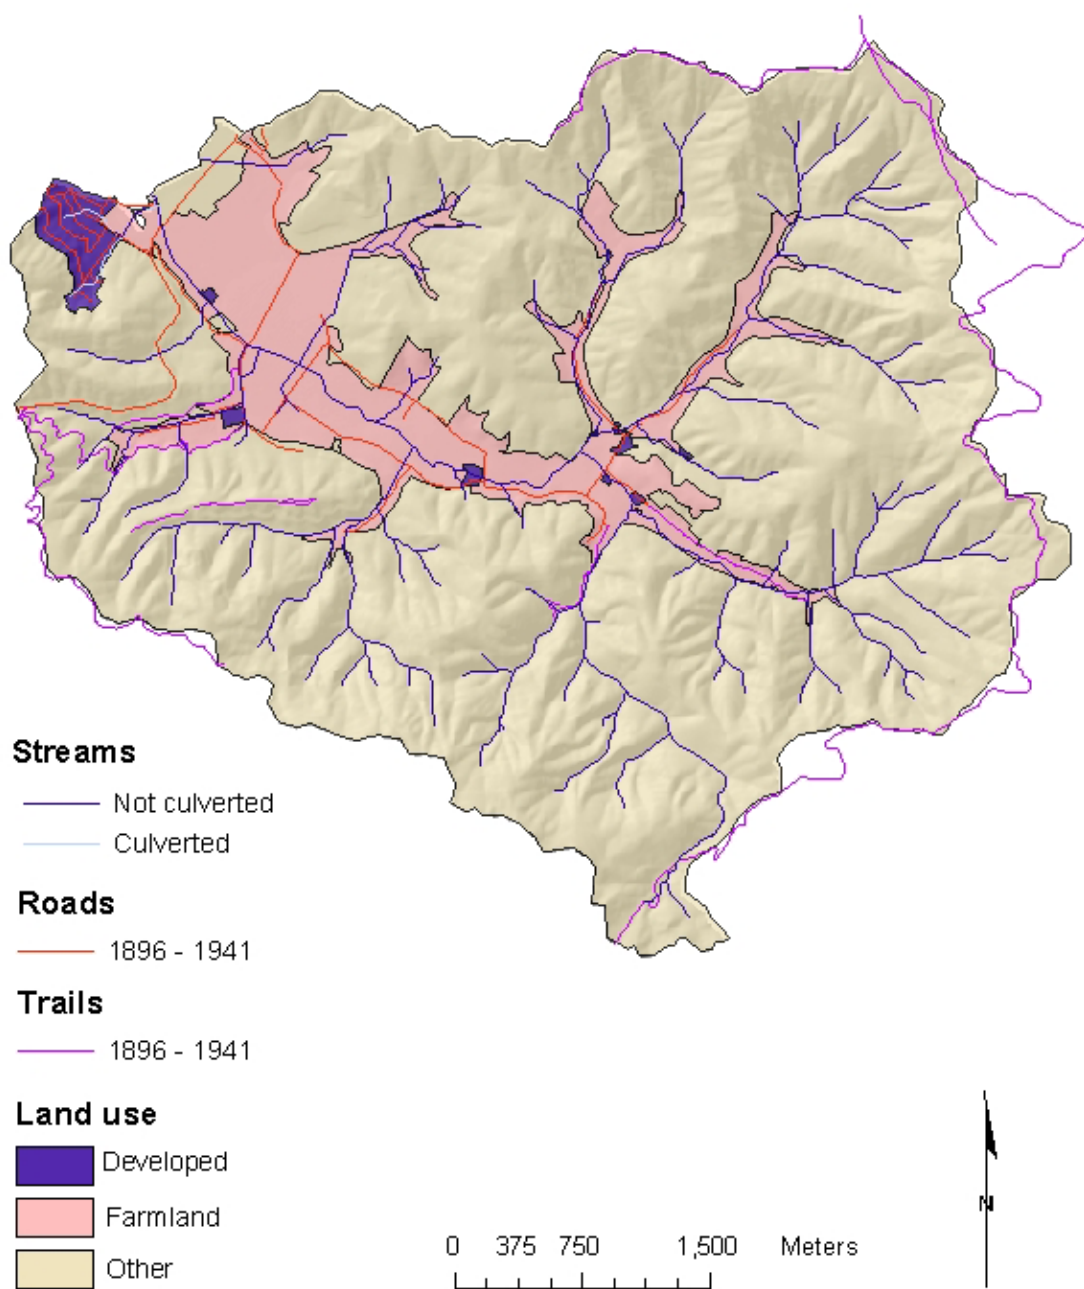 Streams
Not culverted
Culverted
Roads
1896 - 1941
Trails
1896 - 1941
Land use
Developed
Farmland
Other
0 375 750 1,500 Meters
N